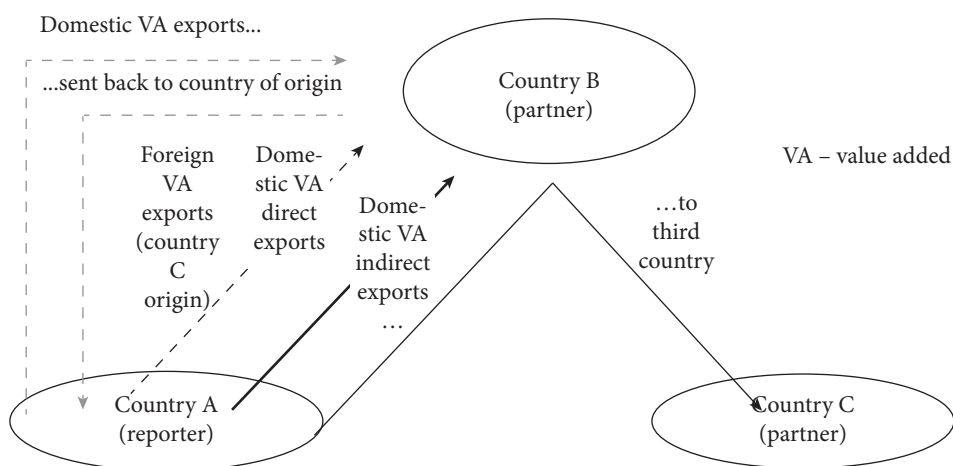 Domestic VA exports...
...sent back to country of origin
Country B
(partner)
VA – value added
Foreign
VA
exports
(country
C
origin)
Dome-
stic VA
direct
exports
Dome-
stic VA
indirect
exports
…
…to
third
country
Country A
(reporter)
Country C
(partner)